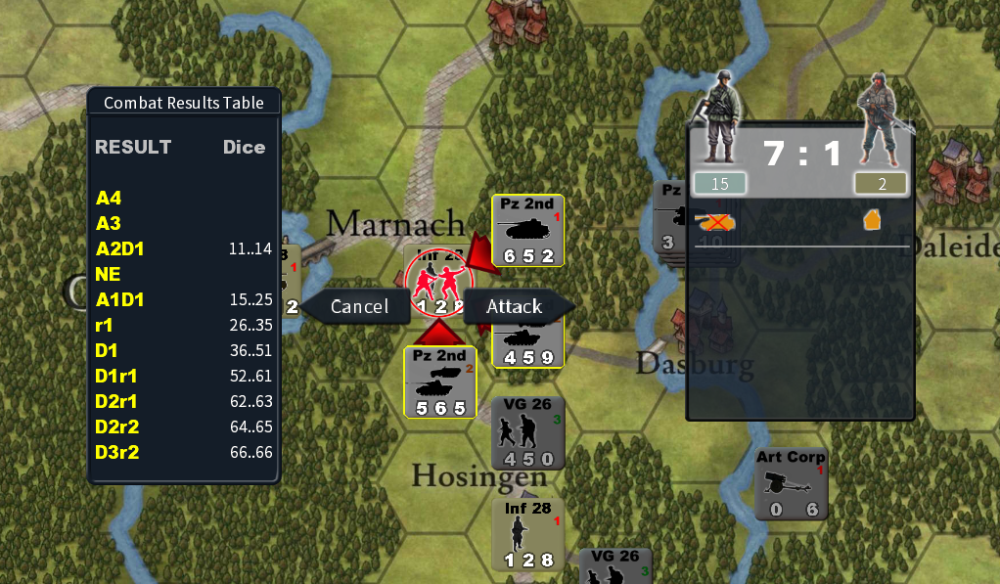 Combat Results Table
RESULT Dice
A4
A3
A2D1 11..14
NE
A1D1 15..25
r1 26..35
D1 36..51
D1r1 52..61
D2r1 62..63
D2r2 64..65
D3r2 66..66
Marnach
Pz 2nd
1
6 5 2
1
2
1 2 8
Cancel
Attack
4 5 9
Pz 2nd
2
5 6 5
VG 26
3
4 5 0
Hosingen
Inf 28
1
1 2 8
VG 26
3
Pz
3
7 : 1
15
2
Daleide
Dasburg
Art Corp
1
0 6